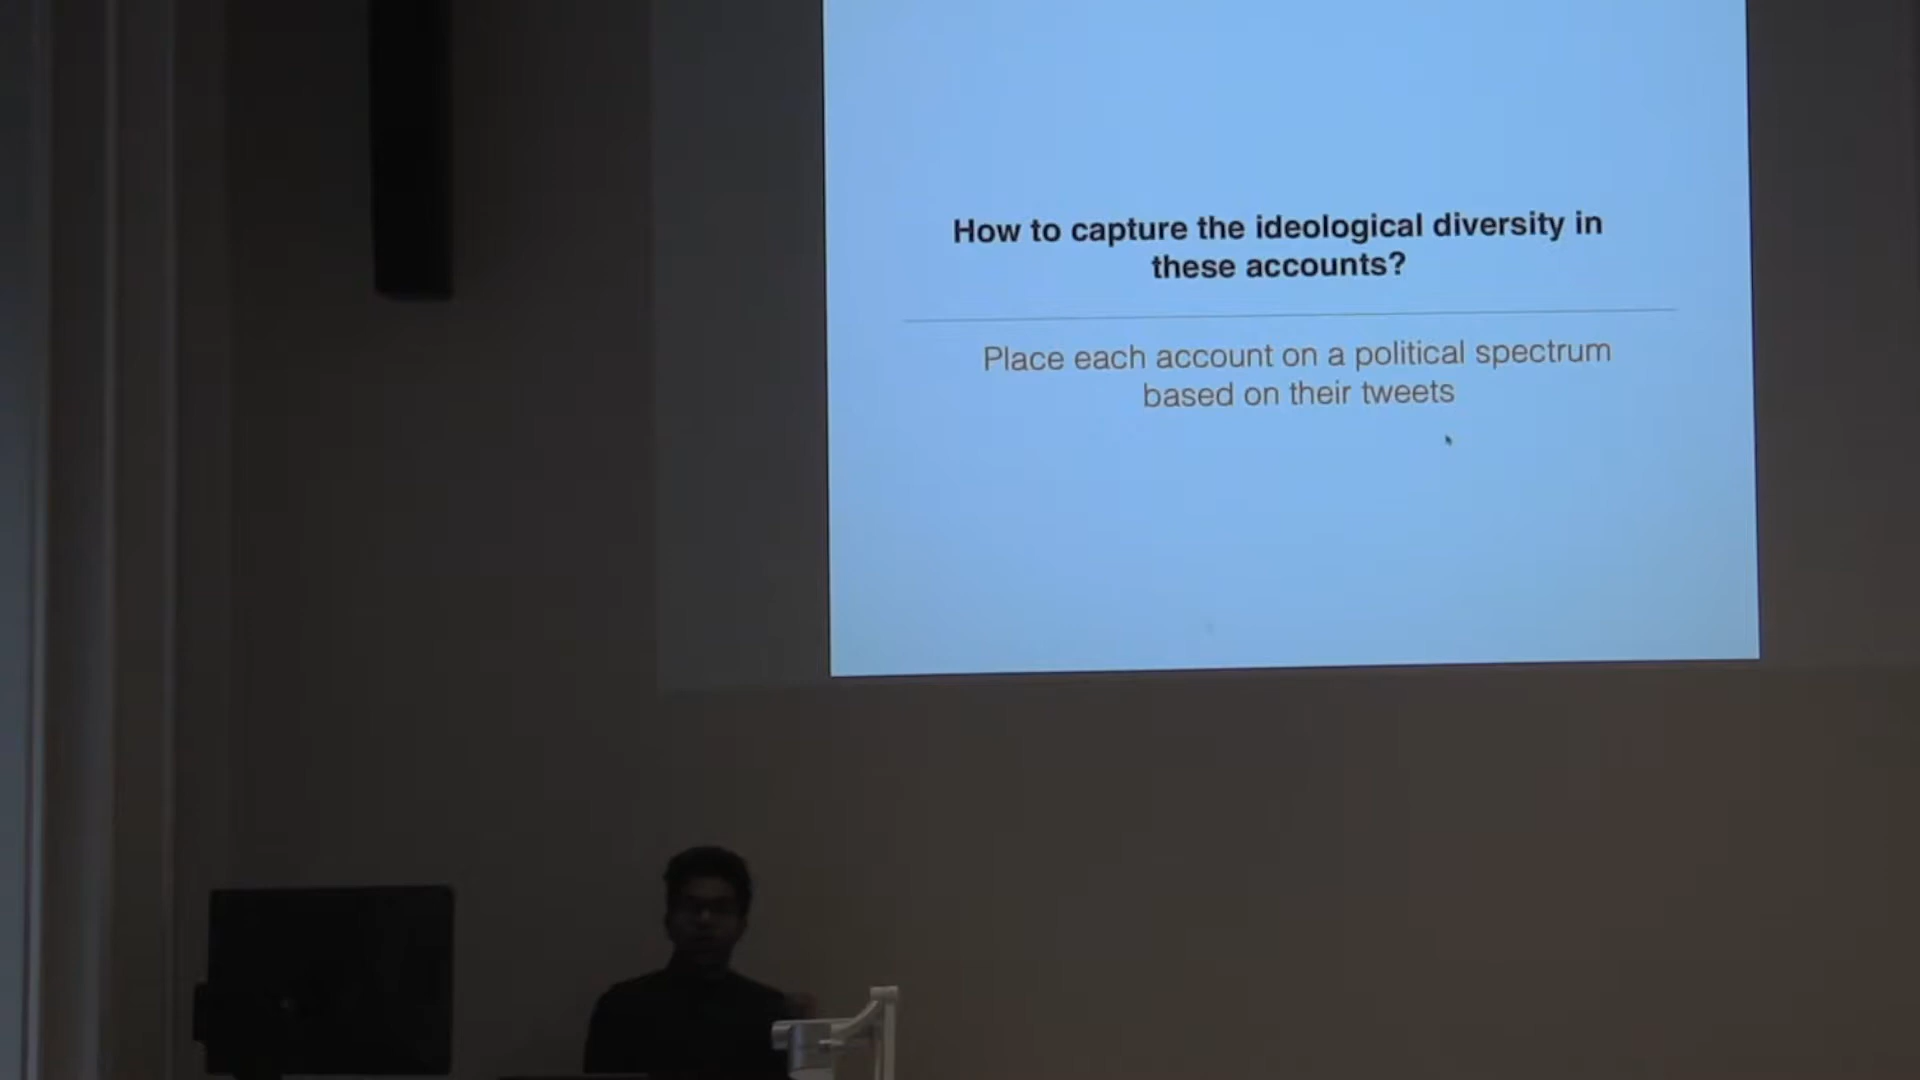 How to capture the ideological diversity in
these accounts?
Place each account on a political spectrum
based on their tweets